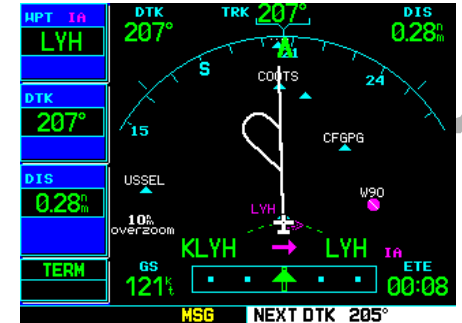 WPT IA
LYH
DTK
207°
DIS
0.28nm
TERM
DTK
207°
TRK 207°
DIS
0.28nm
21
S
24
15
COOTS
CFGPG
USSEL
W90
LYH
10nm
overzoom
KLYH → LYH IA
GS
121kt
ETE
00:08
MSG
NEXT DTK 205°